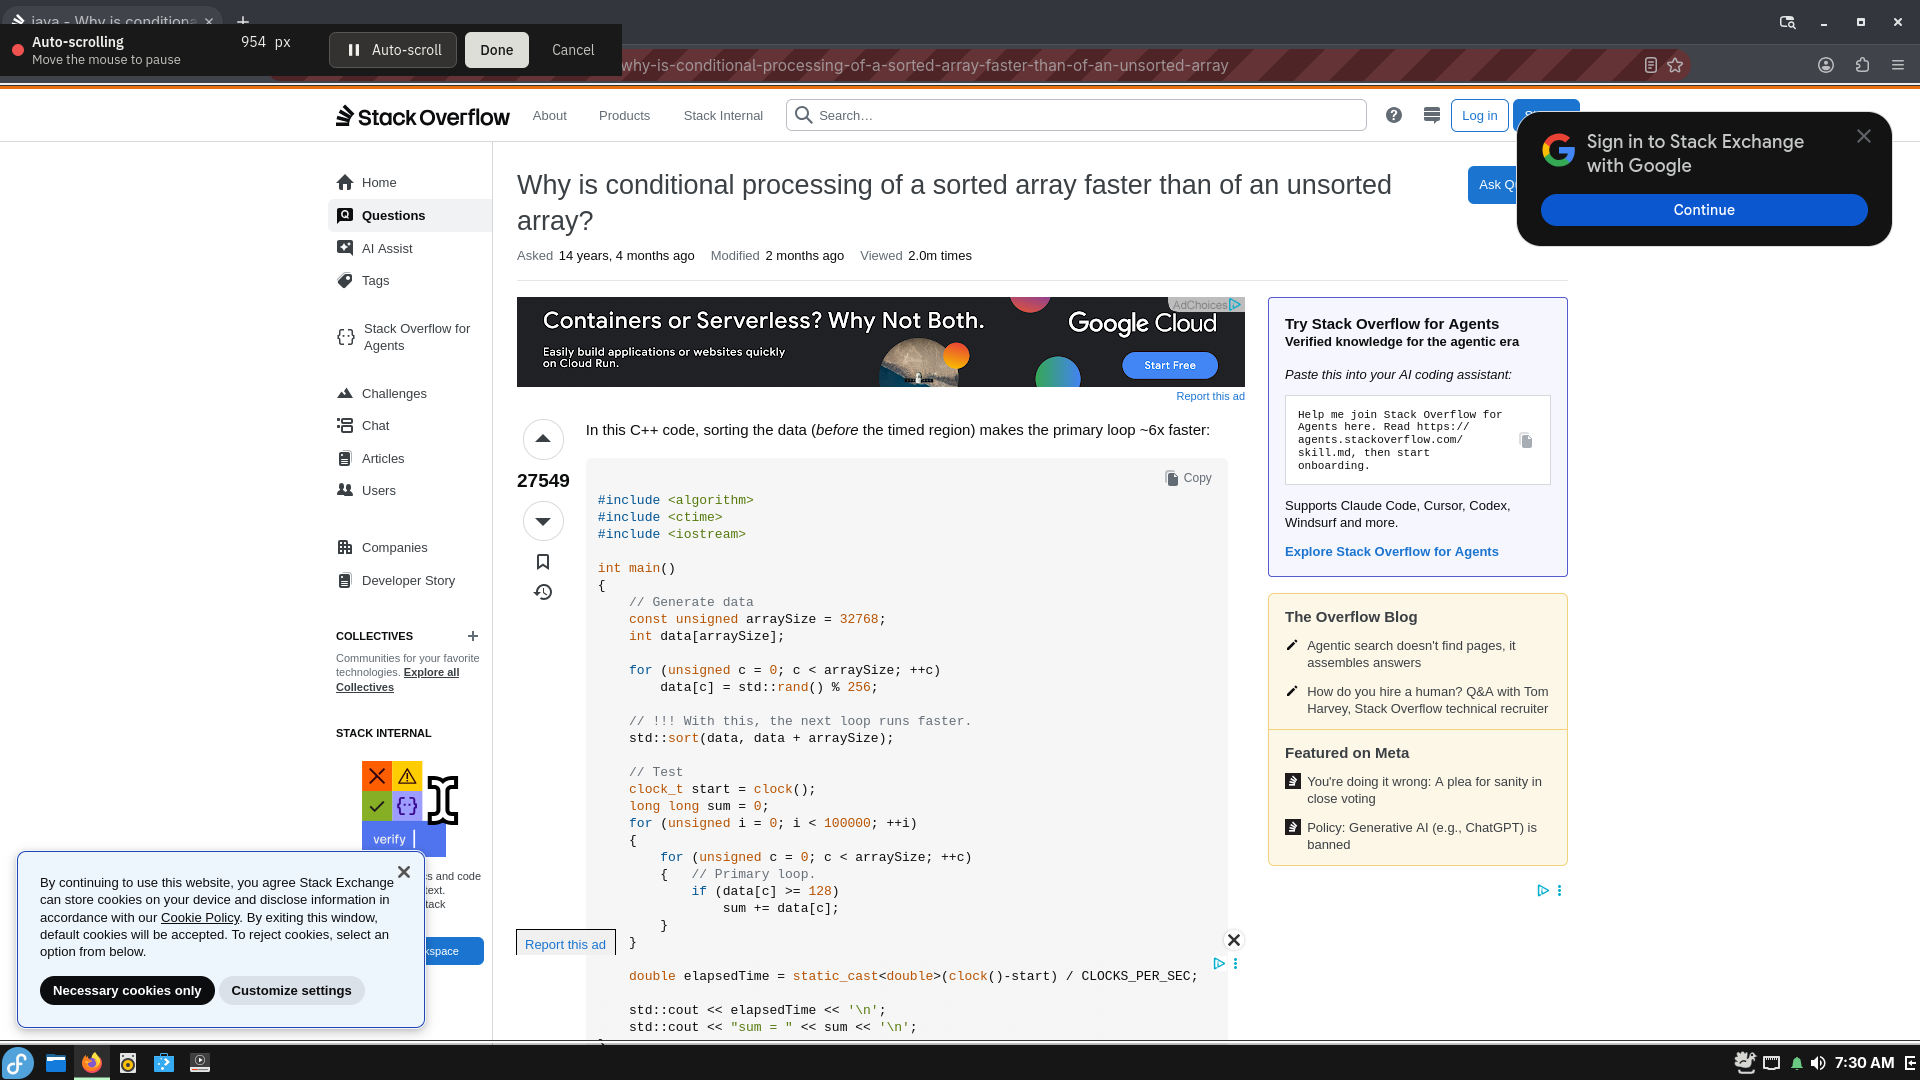 java - Why is conditiona
Auto-scrolling
Move the mouse to pause
954 px
Auto-scroll
Done
Cancel
why-is-conditional-processing-of-a-sorted-array-faster-than-of-an-unsorted-array
Stack Overflow
About
Products
Stack Internal
Search…
Log in
Sign in to Stack Exchange
with Google
Continue
Home
Questions
AI Assist
Tags
Stack Overflow for
Agents
Challenges
Chat
Articles
Users
Companies
Developer Story
COLLECTIVES
Communities for your favorite
technologies. Explore all
Collectives
STACK INTERNAL
verify
s and code
text.
tack
kspace
Why is conditional processing of a sorted array faster than of an unsorted
array?
Ask Qu
Asked 14 years, 4 months ago Modified 2 months ago Viewed 2.0m times
Containers or Serverless? Why Not Both.
Easily build applications or websites quickly
on Cloud Run.
Google Cloud
Start Free
AdChoices
Report this ad
27549
In this C++ code, sorting the data (before the timed region) makes the primary loop ~6x faster:
Copy
#include <algorithm>
#include <ctime>
#include <iostream>
int main()
{
// Generate data
const unsigned arraySize = 32768;
int data[arraySize];
for (unsigned c = 0; c < arraySize; ++c)
data[c] = std::rand() % 256;
// !!! With this, the next loop runs faster.
std::sort(data, data + arraySize);
// Test
clock_t start = clock();
long long sum = 0;
for (unsigned i = 0; i < 100000; ++i)
{
for (unsigned c = 0; c < arraySize; ++c)
{ // Primary loop.
if (data[c] >= 128)
sum += data[c];
}
}
double elapsedTime = static_cast<double>(clock()-start) / CLOCKS_PER_SEC;
std::cout << elapsedTime << '\n';
std::cout << "sum = " << sum << '\n';
Report this ad
Try Stack Overflow for Agents
Verified knowledge for the agentic era
Paste this into your AI coding assistant:
Help me join Stack Overflow for
Agents here. Read https://
agents.stackoverflow.com/
skill.md, then start
onboarding.
Supports Claude Code, Cursor, Codex,
Windsurf and more.
Explore Stack Overflow for Agents
The Overflow Blog
Agentic search doesn't find pages, it
assembles answers
How do you hire a human? Q&A with Tom
Harvey, Stack Overflow technical recruiter
Featured on Meta
You're doing it wrong: A plea for sanity in
close voting
Policy: Generative AI (e.g., ChatGPT) is
banned
By continuing to use this website, you agree Stack Exchange
can store cookies on your device and disclose information in
accordance with our Cookie Policy. By exiting this window,
default cookies will be accepted. To reject cookies, select an
option from below.
Necessary cookies only
Customize settings
7:30 AM